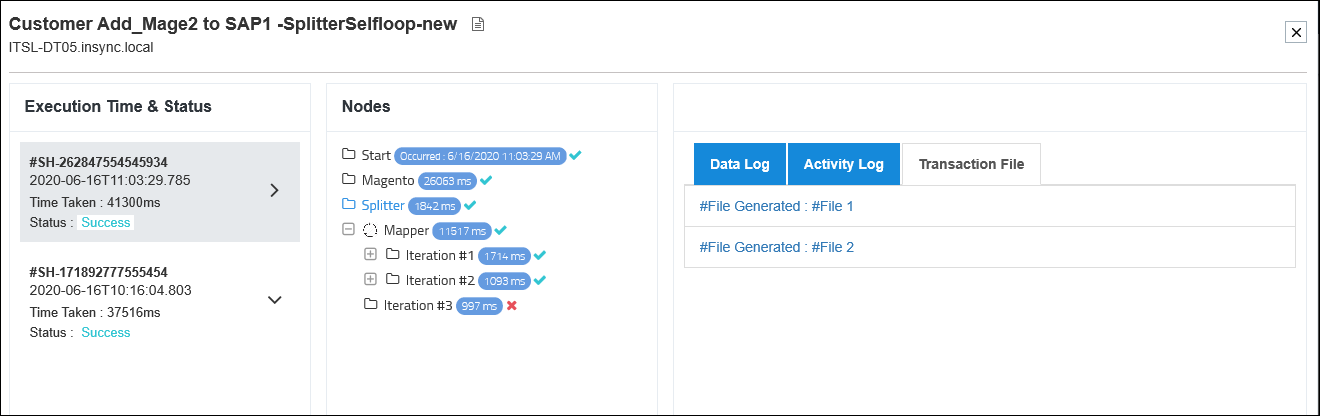 Customer Add_Mage2 to SAP1 -SplitterSelfloop-new
ITSL-DT05.insync.local
Execution Time & Status
#SH-262847554545934
2020-06-16T11:03:29.785
Time Taken : 41300ms
Status : Success
#SH-171892777555454
2020-06-16T10:16:04.803
Time Taken : 37516ms
Status : Success
Nodes
Start Occurred : 6/16/2020 11:03:29 AM
Magento 26063 ms
Splitter 1842 ms
Mapper 11517 ms
Iteration #1 1714 ms
Iteration #2 1093 ms
Iteration #3 997 ms
Data Log Activity Log Transaction File
#File Generated : #File 1
#File Generated : #File 2